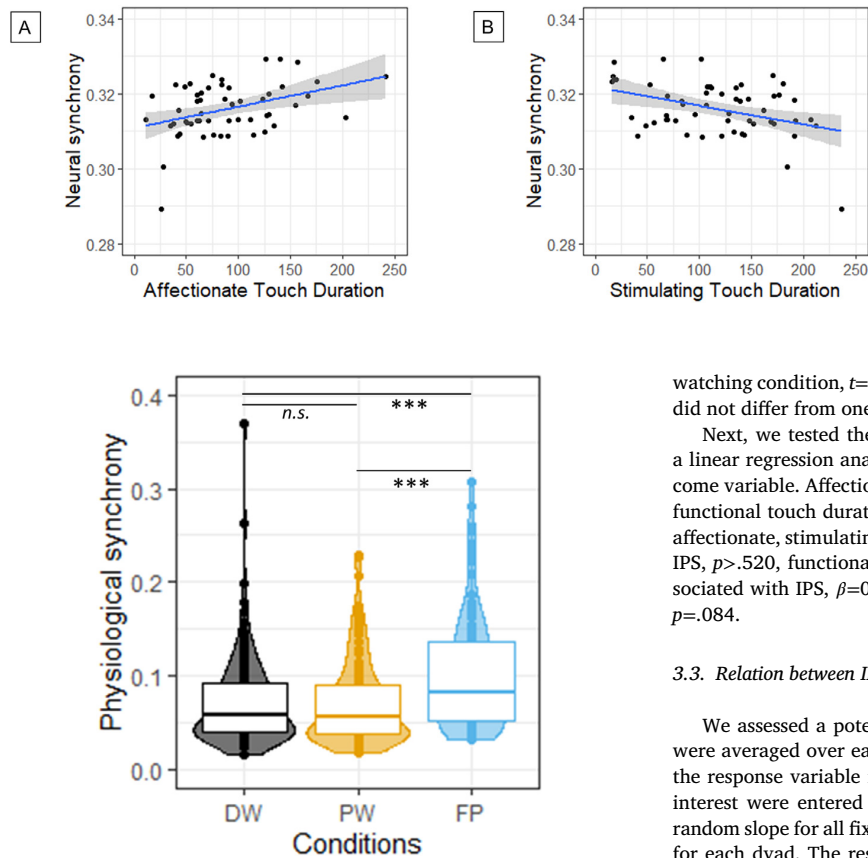 A
B
0.34
0.32
0.30
0.28
Neural synchrony
0 50 100 150 200 250
Affectionate Touch Duration
0.34
0.32
0.30
0.28
Neural synchrony
0 50 100 150 200 250
Stimulating Touch Duration
0.4
0.3
0.2
0.1
0.0
Physiological synchrony
n.s.
***
***
DW PW FP
Conditions
watching condition, t=
did not differ from one
Next, we tested the
a linear regression ana
come variable. Affectio
functional touch durat
affectionate, stimulatin
IPS, p>.520, functiona
sociated with IPS, β=0
p=.084.
3.3. Relation between I
We assessed a pote
were averaged over ea
the response variable
interest were entered
random slope for all fix
for each dyad. The res